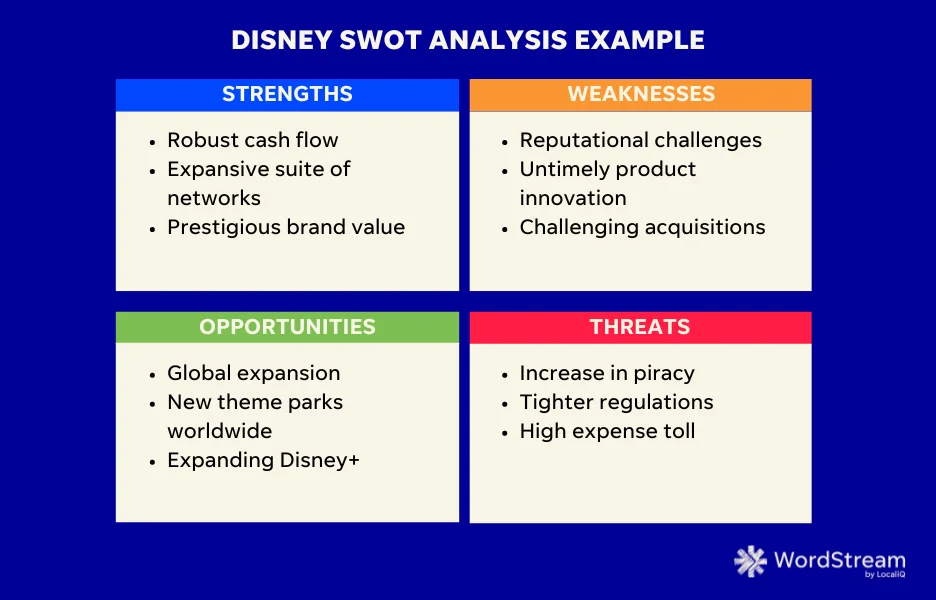 DISNEY SWOT ANALYSIS EXAMPLE
STRENGTHS
• Robust cash flow
• Expansive suite of
networks
• Prestigious brand value
WEAKNESSES
• Reputational challenges
• Untimely product
innovation
• Challenging acquisitions
OPPORTUNITIES
• Global expansion
• New theme parks
worldwide
• Expanding Disney+
THREATS
• Increase in piracy
• Tighter regulations
• High expense toll
WordStream
by LocaliQ